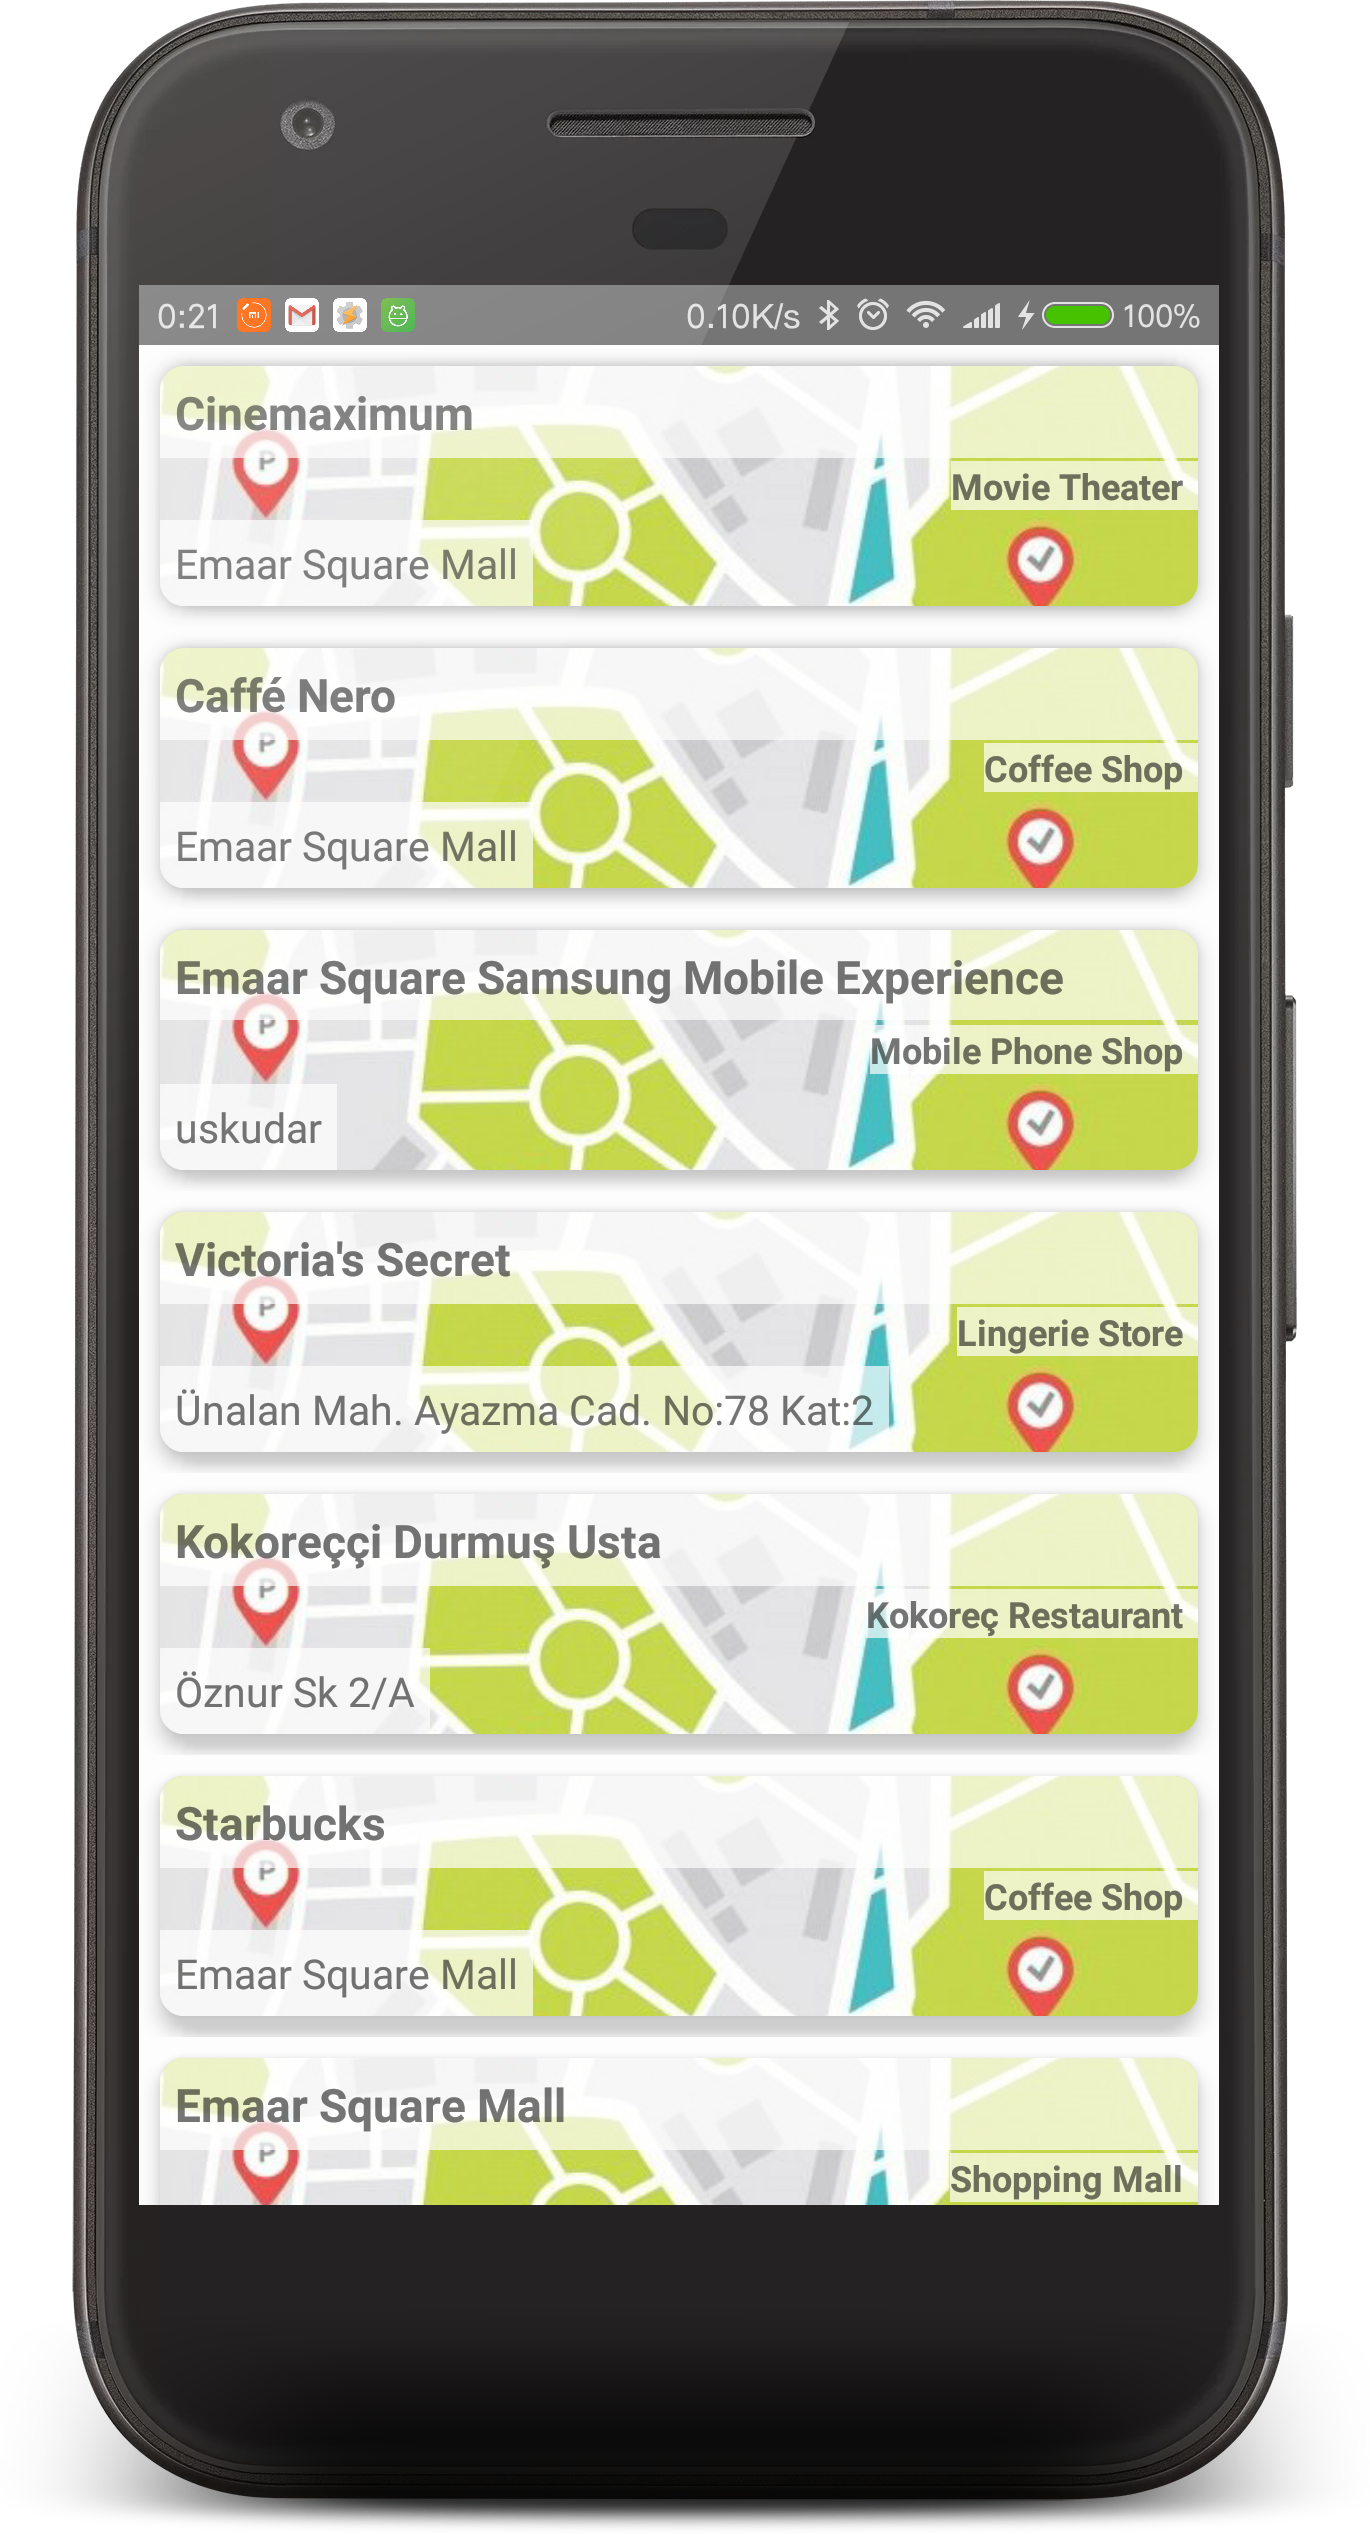 0:21 0.10K/s 100%
Cinemaximum
P
Movie Theater
Emaar Square Mall
Caffé Nero
P
Coffee Shop
Emaar Square Mall
Emaar Square Samsung Mobile Experience
P
Mobile Phone Shop
uskudar
Victoria's Secret
P
Lingerie Store
Ünalan Mah. Ayazma Cad. No:78 Kat:2
Kokoreççi Durmuş Usta
P
Kokoreç Restaurant
Öznur Sk 2/A
Starbucks
P
Coffee Shop
Emaar Square Mall
Emaar Square Mall
P
Shopping Mall